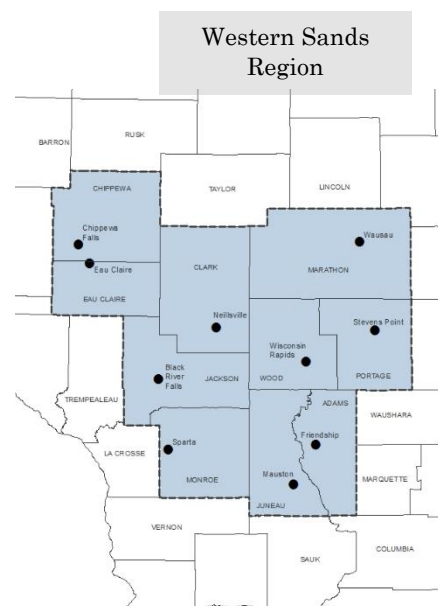 Western Sands
Region
RUSK
BARRON
CHIPPEWA
TAYLOR
LINCOLN
Chippewa
Falls
Wausau
Eau Claire
CLARK
MARATHON
EAU CLAIRE
Neillsville
Stevens Point
Wisconsin
Rapids
Black
River
Falls
JACKSON
WOOD
PORTAGE
TREMPEALEAU
ADAMS
WAUSHARA
Sparta
Friendship
LA CROSSE
MONROE
Mauston
MARQUETTE
JUNEAU
VERNON
SAUK
COLUMBIA